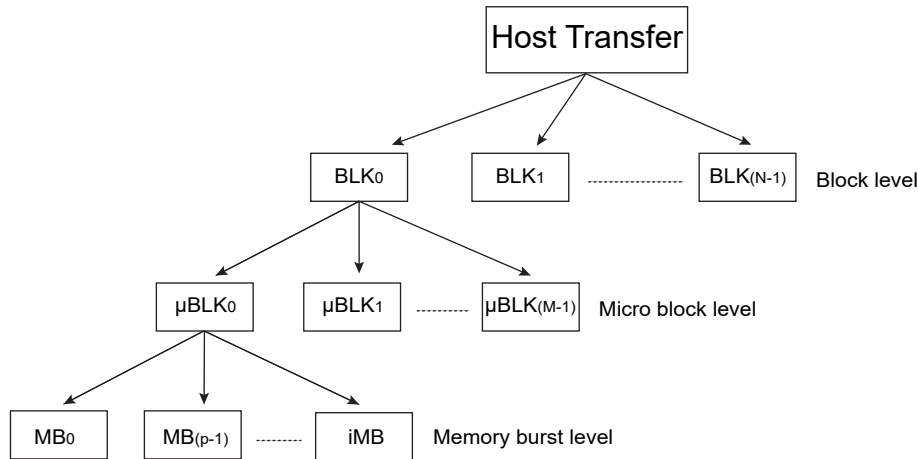 Host Transfer
BLK0
BLK1
BLK(N-1)
Block level
µBLK0
µBLK1
µBLK(M-1)
Micro block level
MB0
MB(p-1)
iMB
Memory burst level